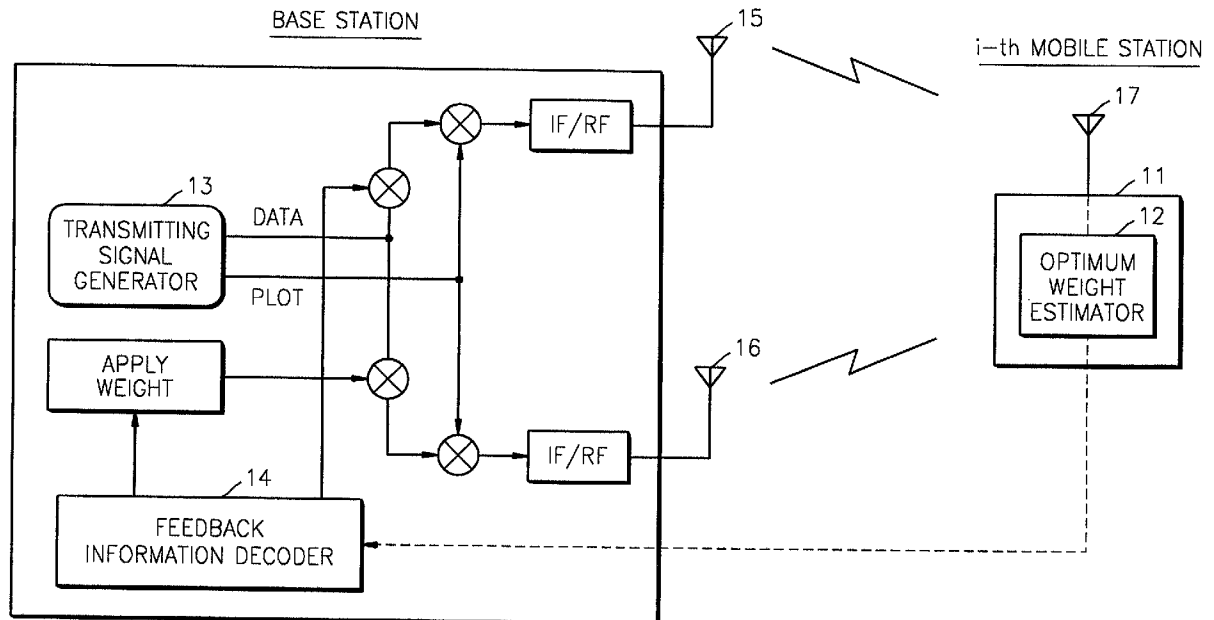 BASE STATION
15
i-th MOBILE STATION
17
IF/RF
11
13
12
TRANSMITTING
SIGNAL
GENERATOR
DATA
PLOT
OPTIMUM
WEIGHT
ESTIMATOR
APPLY
WEIGHT
16
IF/RF
14
FEEDBACK
INFORMATION DECODER